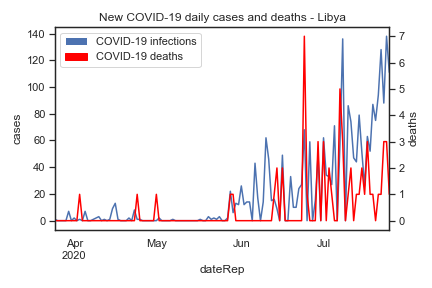 New COVID-19 daily cases and deaths - Libya
COVID-19 infections
COVID-19 deaths
140
120
100
80
60
40
20
0
cases
7
6
5
4
3
2
1
0
deaths
Apr
2020
May
Jun
Jul
dateRep